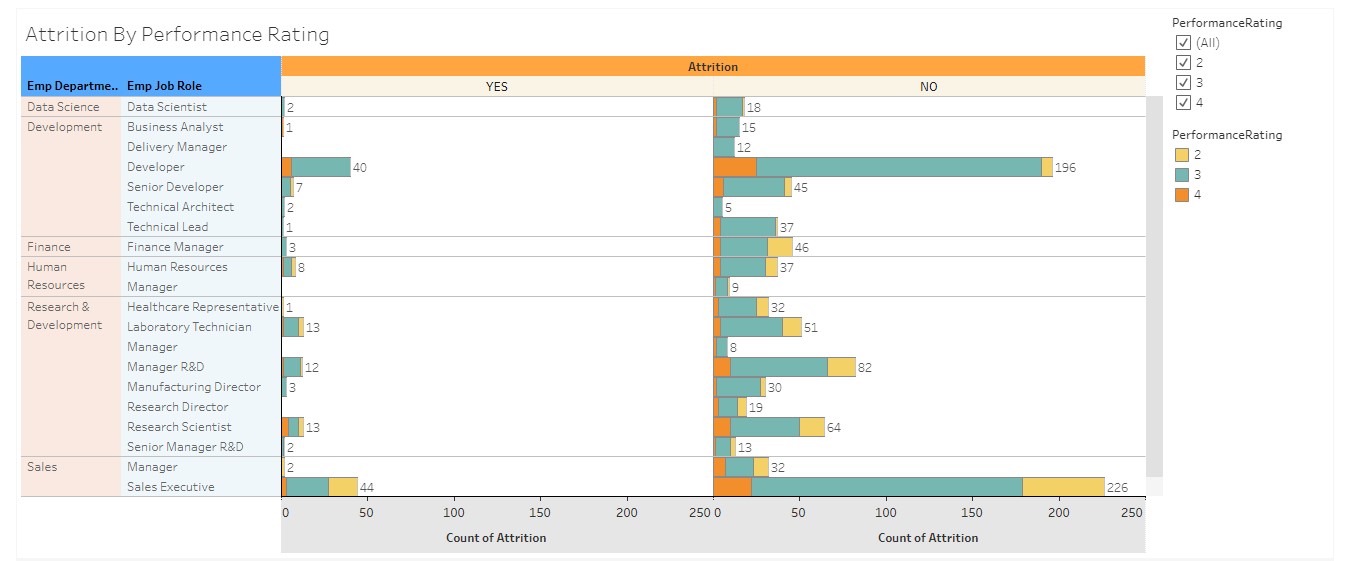 Attrition By Performance Rating
Attrition
Emp Departme.. Emp Job Role YES NO
Data Science Data Scientist 2 18
Development Business Analyst 1 15
Delivery Manager 12
Developer 40 196
Senior Developer 7 45
Technical Architect 2 5
Technical Lead 1 37
Finance Finance Manager 3 46
Human Resources Human Resources 8 37
Manager 9
Research & Development Healthcare Representative 1 32
Laboratory Technician 13 51
Manager 8
Manager R&D 12 82
Manufacturing Director 3 30
Research Director 19
Research Scientist 13 64
Senior Manager R&D 2 13
Sales Manager 2 32
Sales Executive 44 226
0 50 100 150 200 250 0 50 100 150 200 250
Count of Attrition Count of Attrition
PerformanceRating
(All)
2
3
4
PerformanceRating
2
3
4